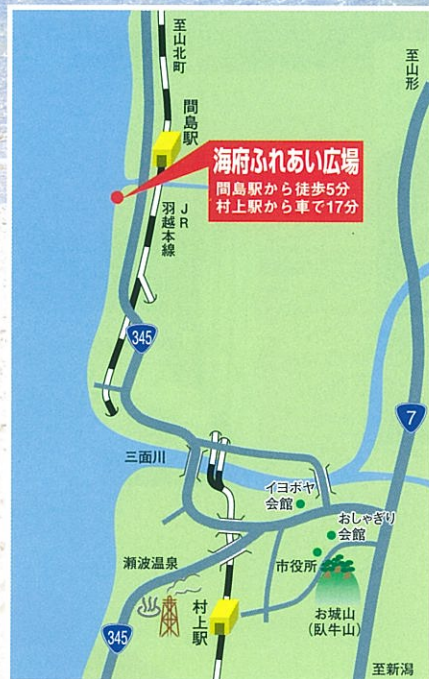 至山北町
至山形
間島駅
海府ふれあい広場
間島駅から徒歩5分
村上駅から車で17分
JR
羽越本線
345
7
三面川
イヨボヤ
会館
おしゃぎり
会館
瀬波温泉
市役所
村上駅
お城山
(臥牛山)
345
至新潟